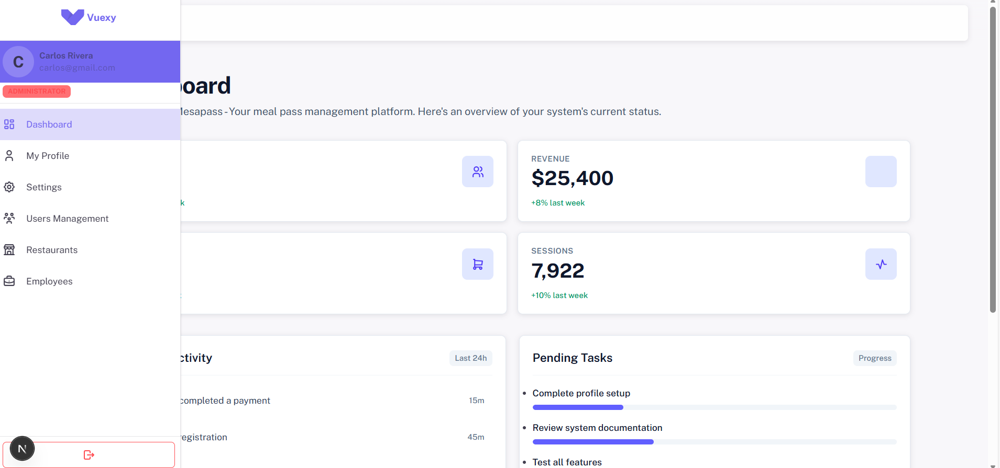 Vuexy
C
Carlos Rivera
carlos@gmail.com
ADMINISTRATOR
Dashboard
My Profile
Settings
Users Management
Restaurants
Employees
N
board
Mesapass - Your meal pass management platform. Here's an overview of your system's current status.
k
REVENUE
$25,400
+8% last week
SESSIONS
7,922
+10% last week
ctivity
Last 24h
completed a payment
15m
registration
45m
Pending Tasks
Progress
• Complete profile setup
• Review system documentation
• Test all features